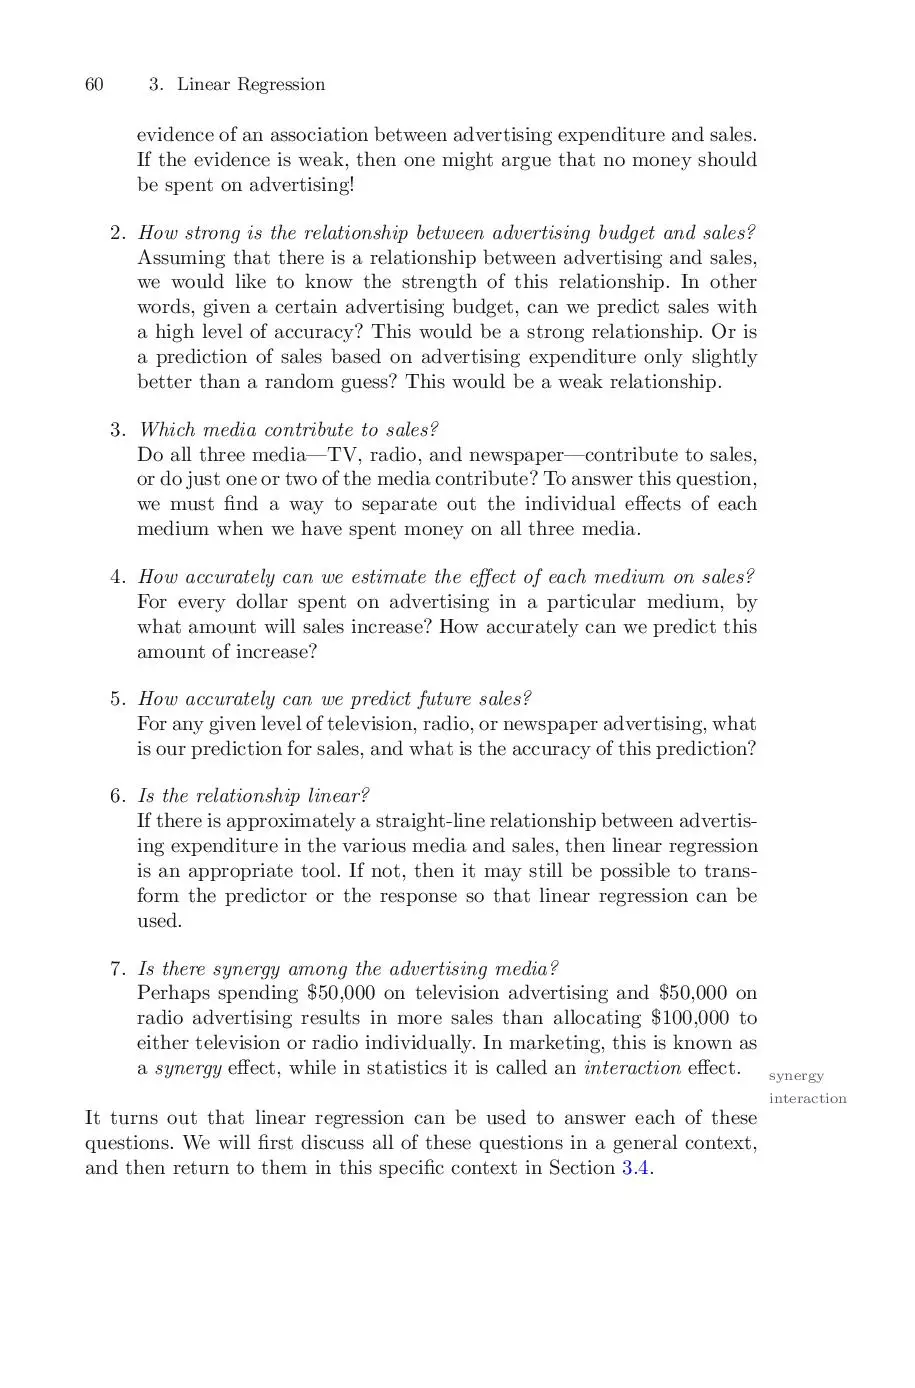 60 3. Linear Regression
evidence of an association between advertising expenditure and sales.
If the evidence is weak, then one might argue that no money should
be spent on advertising!
2. How strong is the relationship between advertising budget and sales?
Assuming that there is a relationship between advertising and sales,
we would like to know the strength of this relationship. In other
words, given a certain advertising budget, can we predict sales with
a high level of accuracy? This would be a strong relationship. Or is
a prediction of sales based on advertising expenditure only slightly
better than a random guess? This would be a weak relationship.
3. Which media contribute to sales?
Do all three media—TV, radio, and newspaper—contribute to sales,
or do just one or two of the media contribute? To answer this question,
we must find a way to separate out the individual effects of each
medium when we have spent money on all three media.
4. How accurately can we estimate the effect of each medium on sales?
For every dollar spent on advertising in a particular medium, by
what amount will sales increase? How accurately can we predict this
amount of increase?
5. How accurately can we predict future sales?
For any given level of television, radio, or newspaper advertising, what
is our prediction for sales, and what is the accuracy of this prediction?
6. Is the relationship linear?
If there is approximately a straight-line relationship between advertis-
ing expenditure in the various media and sales, then linear regression
is an appropriate tool. If not, then it may still be possible to trans-
form the predictor or the response so that linear regression can be
used.
7. Is there synergy among the advertising media?
Perhaps spending $50,000 on television advertising and $50,000 on
radio advertising results in more sales than allocating $100,000 to
either television or radio individually. In marketing, this is known as
a synergy effect, while in statistics it is called an interaction effect.
synergy
interaction
It turns out that linear regression can be used to answer each of these
questions. We will first discuss all of these questions in a general context,
and then return to them in this specific context in Section 3.4.